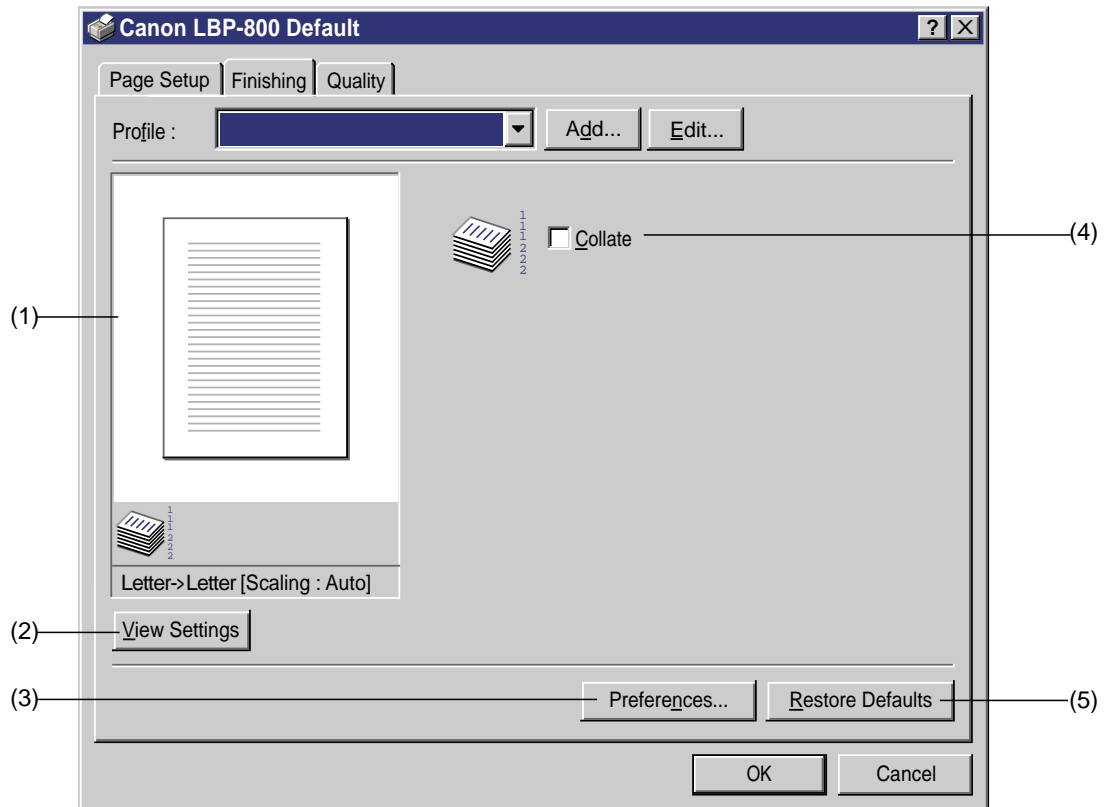 Canon LBP-800 Default
?
Page Setup Finishing Quality
Profile : Add... Edit...
1
1
1
2
2
2
Collate
(4)
(1)
1
1
1
2
2
2
Letter->Letter [Scaling : Auto]
(2)
View Settings
(3)
Preferences... Restore Defaults
(5)
OK Cancel